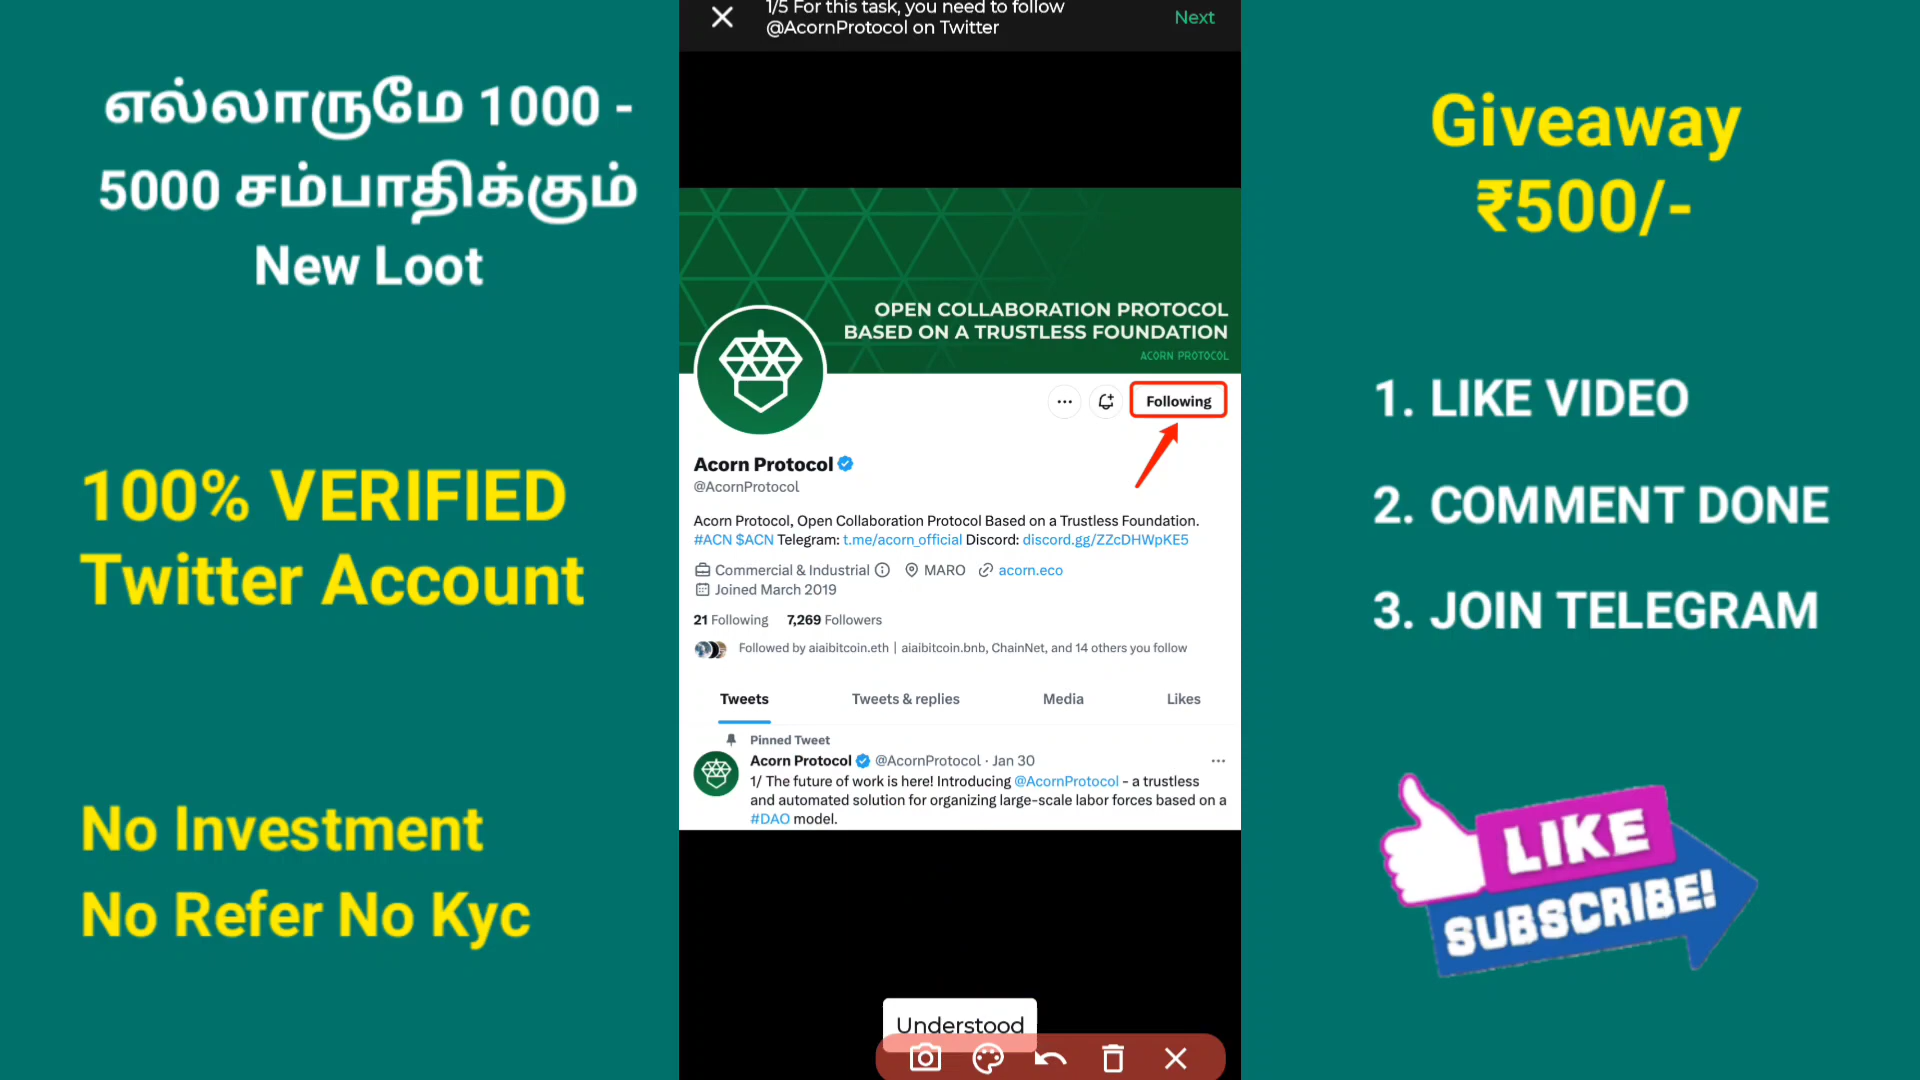 எல்லாருமே 1000 -
5000 சம்பாதிக்கும்
New Loot
100% VERIFIED
Twitter Account
No Investment
No Refer No Kyc
1/5 For this task, you need to follow
@AcornProtocol on Twitter
Next
OPEN COLLABORATION PROTOCOL
BASED ON A TRUSTLESS FOUNDATION
ACORN PROTOCOL
Following
Acorn Protocol
@AcornProtocol
Acorn Protocol, Open Collaboration Protocol Based on a Trustless Foundation.
#ACN $ACN Telegram: t.me/acorn_official Discord: discord.gg/ZZcDHWpKE5
Commercial & Industrial MARO acorn.eco
Joined March 2019
21 Following 7,269 Followers
Followed by aiaibitcoin.eth | aiaibitcoin.bnb, ChainNet, and 14 others you follow
Tweets Tweets & replies Media Likes
Pinned Tweet
Acorn Protocol @AcornProtocol · Jan 30
1/ The future of work is here! Introducing @AcornProtocol - a trustless
and automated solution for organizing large-scale labor forces based on a
#DAO model.
Understood
Giveaway
₹500/-
1. LIKE VIDEO
2. COMMENT DONE
3. JOIN TELEGRAM
LIKE
SUBSCRIBE!